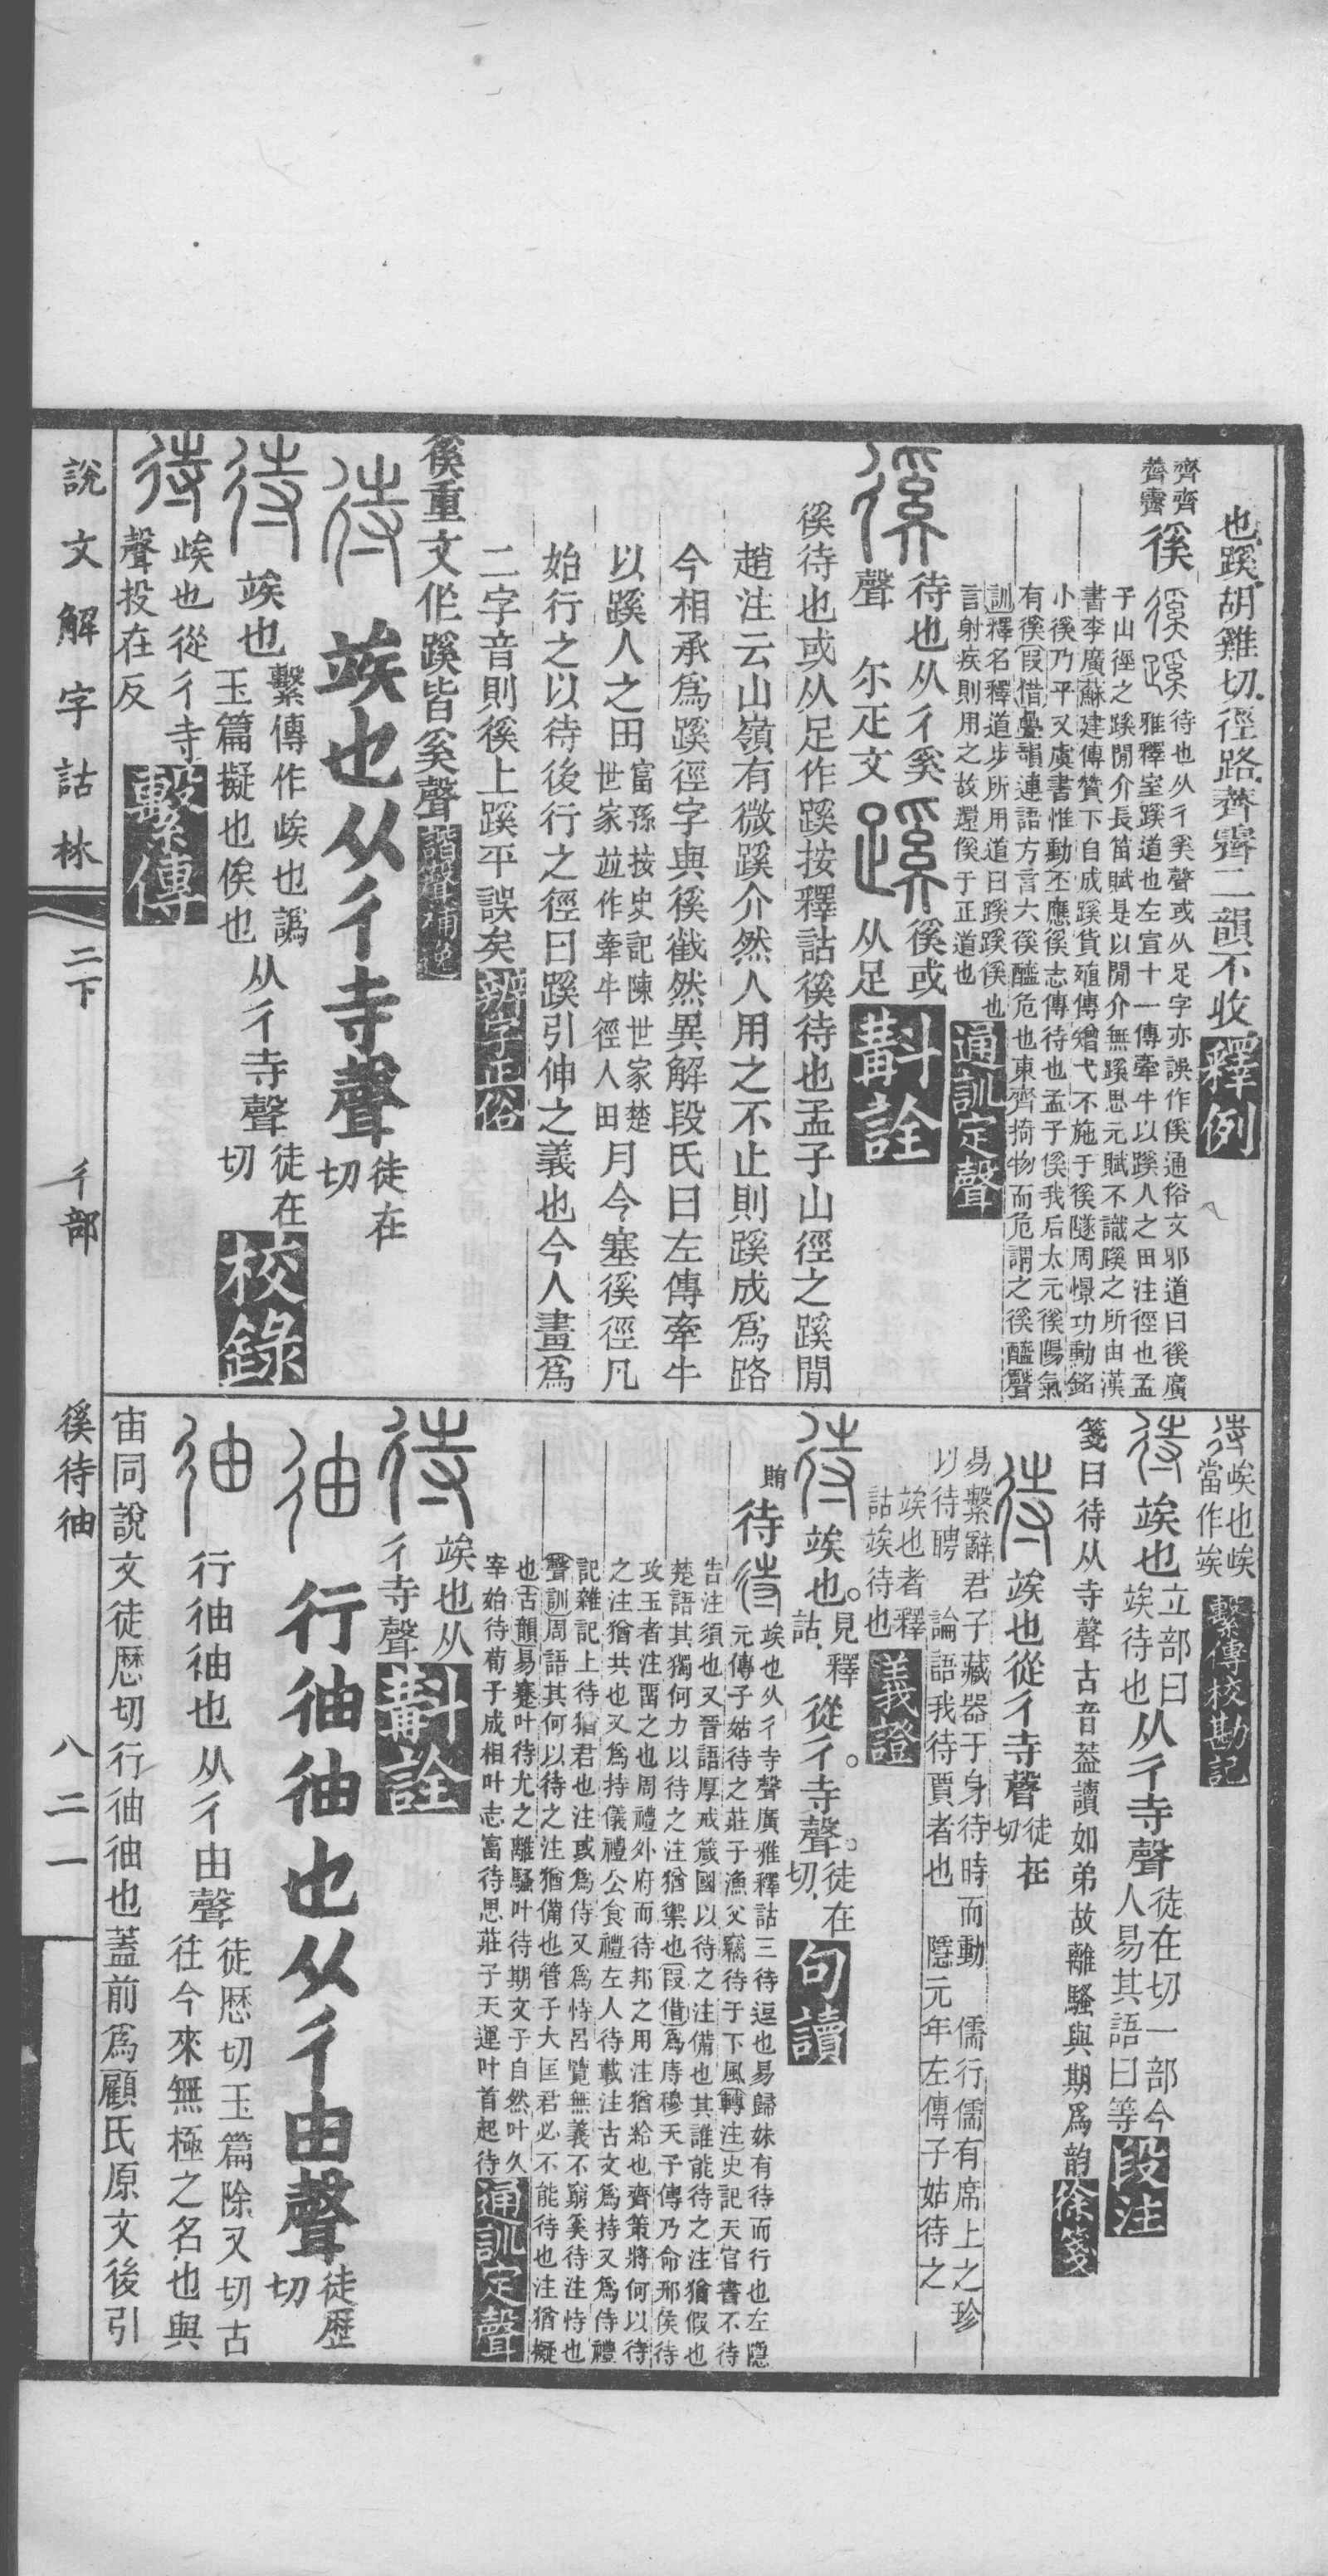 也蹊胡雞切徑路薺霽二韻不收釋例
齊齊薺霽
徯
待也从彳奚聲或从足字亦誤作傒通俗文邪道曰徯廣
雅釋室蹊道也左宣十一傳牽牛以蹊人之田注徑也孟
子山徑之蹊閒介長笛賦是以閒介無蹊思元賦不識蹊之所由漢
書李廣蘇建傳贊下自成蹊貨殖傳矰弋不施于徯隧周憬功勳銘
小徯乃平又虞書惟動丕應徯志傳待也孟子傒我后太元徯陽氣
有徯叚借疊韻連語方言六徯醯危也東齊掎物而危謂之徯醯聲
訓釋名釋道步所用道曰蹊蹊傒也
言射疾則用之故還傒于正道也通訓定聲
待也从彳奚聲
尒疋文
徯或从足
斠詮
徯待也或从足作蹊按釋詁徯待也孟子山徑之蹊閒
趙注云山嶺有微蹊介然人用之不止則蹊成爲路
今相承爲蹊徑字與徯截然異解段氏曰左傳牽牛
以蹊人之田富孫按史記陳世家楚世家竝作牽牛徑人田月令塞徯徑凡
始行之以待後行之徑曰蹊引伸之義也今人畫爲
二字音則徯上蹊平誤矣辨字正俗
徯重文作蹊皆奚聲諧聲補逸
待 竢也从彳寺聲徒在切
待 竢也繫傳作峻也譌玉篇擬也俟也从彳寺聲徒在切校錄
待 峻也從彳寺聲投在反繫傳
待峻也峻當作竢繫傳校勘記
待 竢也立部曰竢待也从彳寺聲徒在切一部今人易其語曰等段注
箋曰待从寺聲古音葢讀如弟故離騷與期爲韵徐箋
待 竢也從彳寺聲徒在切
易繫辭君子藏器于身待時而動 儒行儒有席上之珍
以待聘 論語我待賈者也 隱元年左傳子姑待之
竢也者釋詁竢待也義證
待 竢也。見釋詁從彳。寺聲。徒在切句讀
賄
待 待
竢也从彳寺聲廣雅釋詁三待逗也易歸妹有待而行也左隱
元傳子姑待之莊子漁父竊待于下風轉注史記天官書不待
告注須也又晉語厚戒箴國以待之注備也其誰能待之注猶假也
楚語其獨何力以待之注猶禦也叚借爲庤穆天子傳乃命邢侯待
攻玉者注畱之也周禮外府而待邦之用注猶給也齊策將何以待
之注猶共也又爲持儀禮公食禮左人待載注古文爲持又爲侍禮
記雜記上待猶君也注或爲侍又爲恃呂覽無義不窮奚待注恃也
聲訓周語其何以待之注猶備也管子大匡君必不能待也注猶擬
也古韻易蹇叶待尤之離騷叶待期文子自然叶久
宰始待荀子成相叶志富待思莊子天運叶首起待通訓定聲
待 竢也从彳寺聲斠詮
㣙 行㣙㣙也从彳由聲徒歷切
㣙 行㣙㣙也从彳由聲徒歷切玉篇除又切古往今來無極之名也與
宙同說文徒歷切行㣙㣙也蓋前爲顧氏原文後引
說文解字詁林 二下 彳部 徯待㣙 八二一